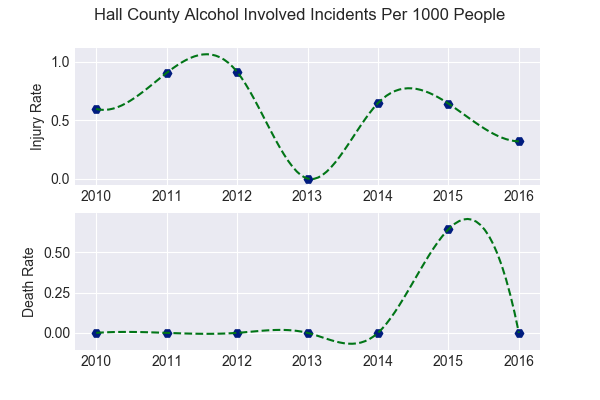 Hall County Alcohol Involved Incidents Per 1000 People
Injury Rate
1.0
0.5
0.0
2010 2011 2012 2013 2014 2015 2016
Death Rate
0.50
0.25
0.00
2010 2011 2012 2013 2014 2015 2016